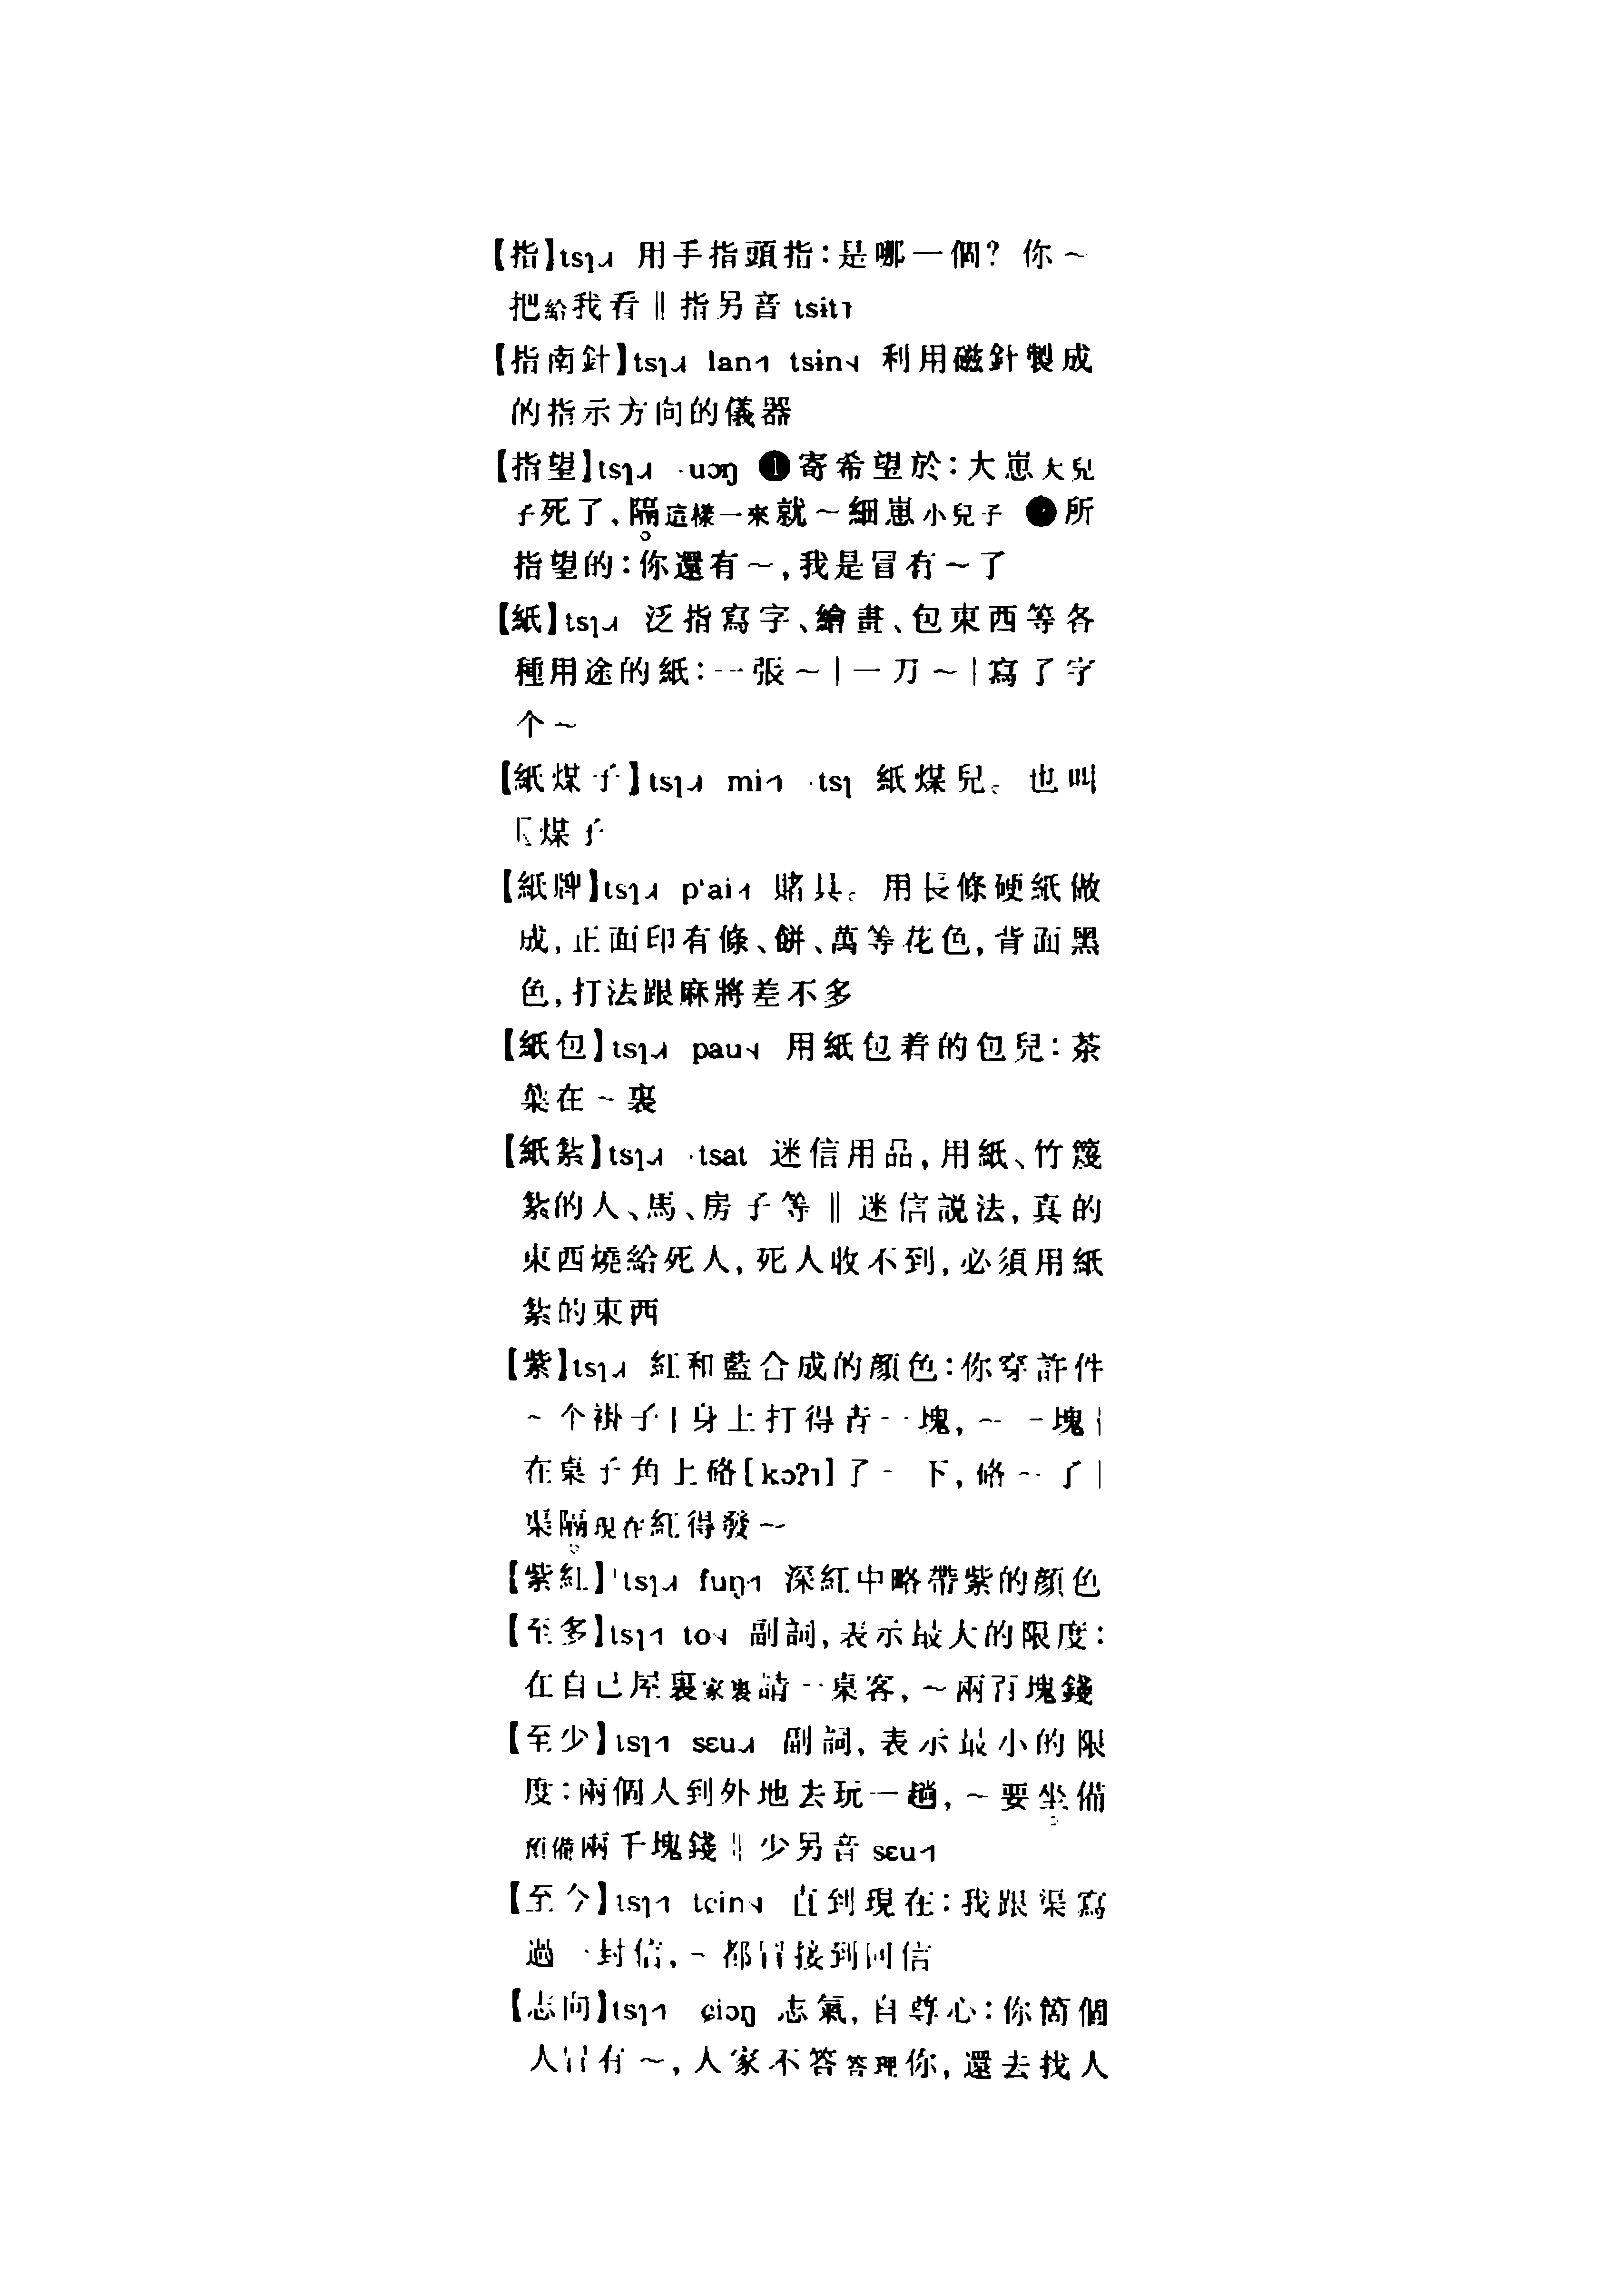 【指】tsɿ˩˧ 用手指頭指：是哪一個？ 你～
把給我看‖指另音 tsit˥
【指南針】tsɿ˩˧ lan˧˥ tsɨn˨˩ 利用磁針製成
的指示方向的儀器
【指望】tsɿ˩˧ ·uɔŋ ❶寄希望於：大崽大兒
子死了、隔這樣一來就～細崽小兒子 ❷所
指望的：你還有～，我是冒有～了
【紙】tsɿ˩˧ 泛指寫字、繪畫、包東西等各
種用途的紙：一張～|一刀～|寫了字
个～
【紙煤子】tsɿ˩˧ mi˧˥ ·tsɿ 紙煤兒。也叫
「煤子
【紙牌】tsɿ˩˧ p'ai˧˥ 賭具。用長條硬紙做
成，正面印有條、餅、萬等花色，背面黑
色，打法跟麻將差不多
【紙包】tsɿ˩˧ pau˨˩ 用紙包着的包兒：茶
葉在～裏
【紙紮】tsɿ˩˧ ·tsat 迷信用品，用紙、竹篾
紮的人、馬、房子等‖迷信説法，真的
東西燒給死人，死人收不到，必須用紙
紮的東西
【紫】tsɿ˩˧ 紅和藍合成的顔色：你穿許件
～个褂子|身上打得青一塊，～一塊|
在桌子角上硌[kɔʔ˥]了一下，硌～了|
渠隔現在紅得發～
【紫紅】tsɿ˩˧ fuŋ˧˥ 深紅中略帶紫的顔色
【至多】tsɿ˧˥ to˨˩ 副詞，表示最大的限度：
在自己屋裏家裏請一桌客，～兩百塊錢
【至少】tsɿ˧˥ sɛu˩˧ 副詞，表示最小的限
度：兩個人到外地去玩一趟，～要坐備
預備兩千塊錢‖少另音 sɛu˧˥
【至今】tsɿ˧˥ tɕin˨˩ 直到現在：我跟渠寫
過一封信，～都冒接到回信
【志向】tsɿ˧˥ ɕiɔŋ 志氣，自尊心：你箇個
人冒有～，人家不答答理你，還去找人